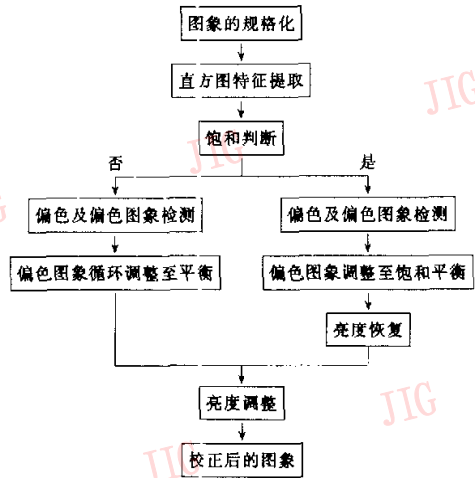 图象的规格化
直方图特征提取
饱和判断
否
是
偏色及偏色图象检测
偏色及偏色图象检测
偏色图象循环调整至平衡
偏色图象调整至饱和平衡
亮度恢复
亮度调整
校正后的图象
JIG
JIG
JIG
JIG